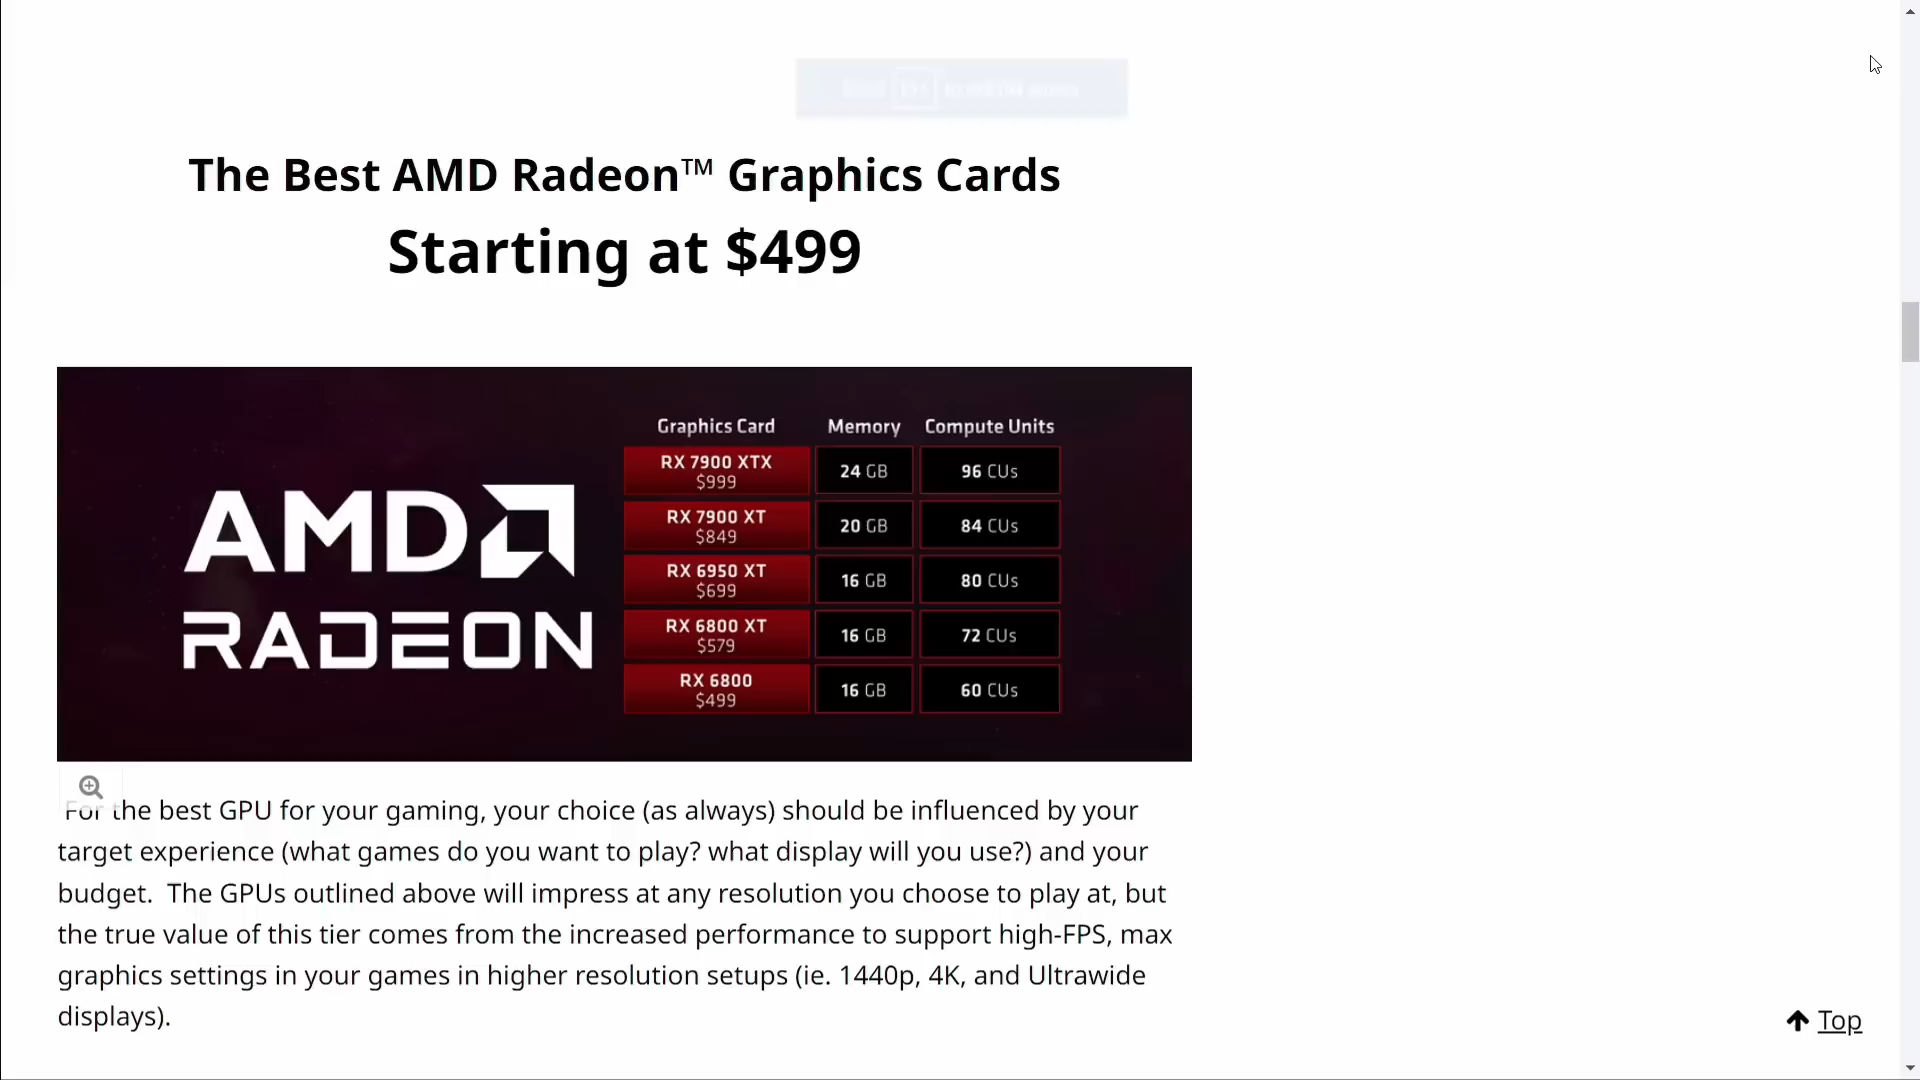 The Best AMD Radeon™ Graphics Cards
Starting at $499
Graphics Card Memory Compute Units
RX 7900 XTX
$999
24 GB
96 CUs
RX 7900 XT
$849
20 GB
84 CUs
RX 6950 XT
$699
16 GB
80 CUs
RX 6800 XT
$579
16 GB
72 CUs
RX 6800
$499
16 GB
60 CUs
AMD
RADEON
For the best GPU for your gaming, your choice (as always) should be influenced by your
target experience (what games do you want to play? what display will you use?) and your
budget.  The GPUs outlined above will impress at any resolution you choose to play at, but
the true value of this tier comes from the increased performance to support high-FPS, max
graphics settings in your games in higher resolution setups (ie. 1440p, 4K, and Ultrawide
displays).
Top